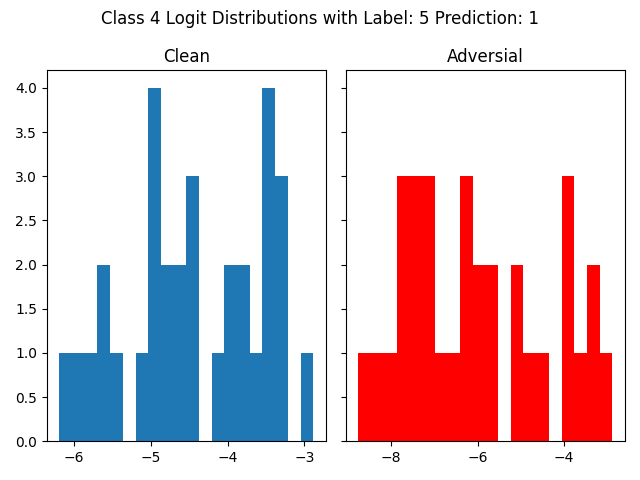 Class 4 Logit Distributions with Label: 5 Prediction: 1
Clean
Adversial
4.0
3.5
3.0
2.5
2.0
1.5
1.0
0.5
0.0
−6 −5 −4 −3
−8 −6 −4